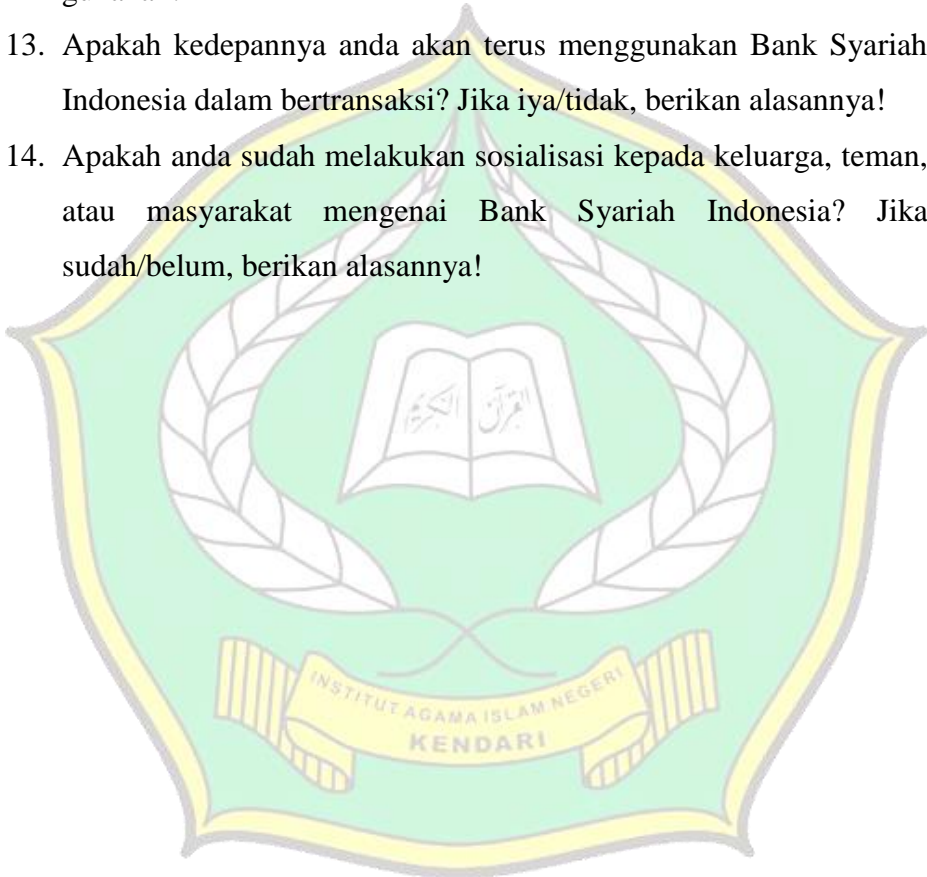 13. Apakah kedepannya anda akan terus menggunakan Bank Syariah
Indonesia dalam bertransaksi? Jika iya/tidak, berikan alasannya!
14. Apakah anda sudah melakukan sosialisasi kepada keluarga, teman,
atau masyarakat mengenai Bank Syariah Indonesia? Jika
sudah/belum, berikan alasannya!
القرآن الكريم
INSTITUT AGAMA ISLAM NEGERI
KENDARI